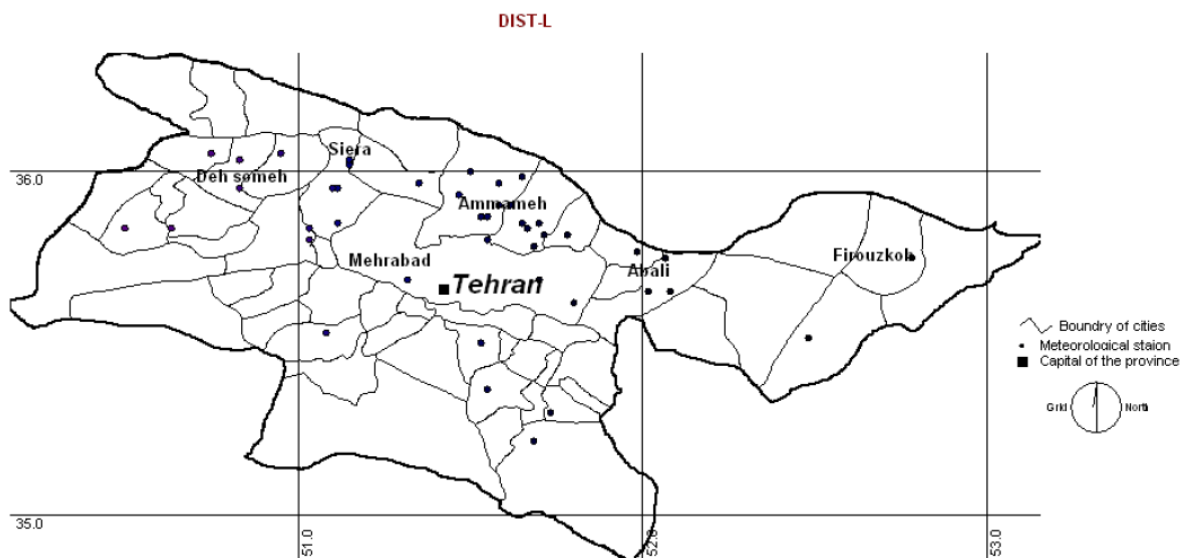 DIST-L
Siera
36.0
Deh someh
Ammameh
Mehrabad
Abali
Firouzkoh
Tehran
Boundry of cities
Meteorological staion
Capital of the province
Grid
North
35.0
51.0
52.0
53.0